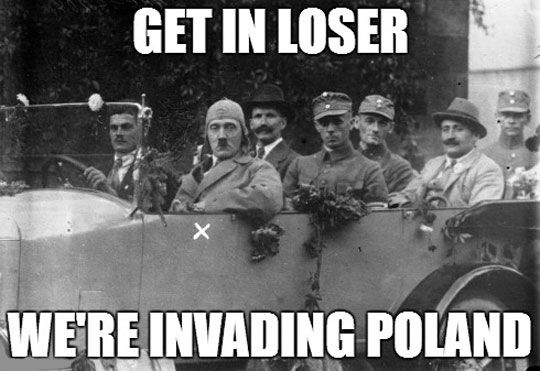 GET IN LOSER
X
WE'RE INVADING POLAND